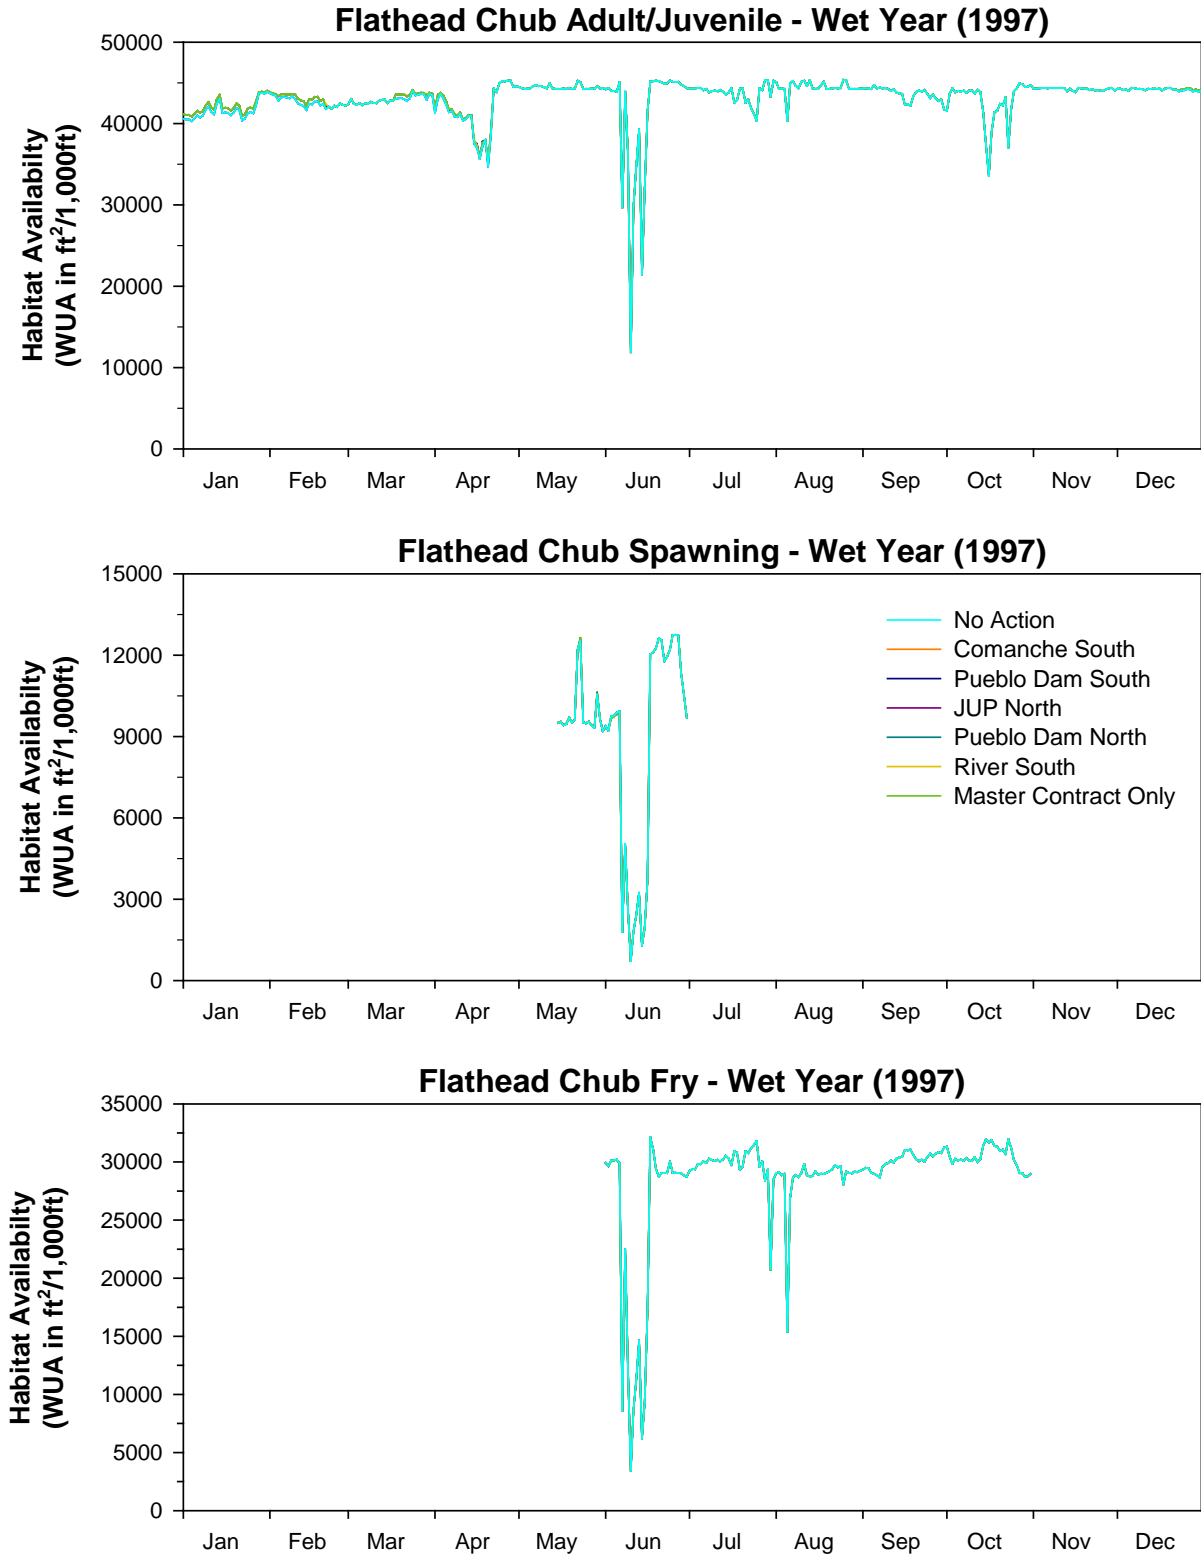 Flathead Chub Adult/Juvenile - Wet Year (1997)
Habitat Availabilty
(WUA in ft²/1,000ft)
50000
40000
30000
20000
10000
0
Jan Feb Mar Apr May Jun Jul Aug Sep Oct Nov Dec
Flathead Chub Spawning - Wet Year (1997)
Habitat Availabilty
(WUA in ft²/1,000ft)
15000
12000
9000
6000
3000
0
No Action
Comanche South
Pueblo Dam South
JUP North
Pueblo Dam North
River South
Master Contract Only
Jan Feb Mar Apr May Jun Jul Aug Sep Oct Nov Dec
Flathead Chub Fry - Wet Year (1997)
Habitat Availabilty
(WUA in ft²/1,000ft)
35000
30000
25000
20000
15000
10000
5000
0
Jan Feb Mar Apr May Jun Jul Aug Sep Oct Nov Dec